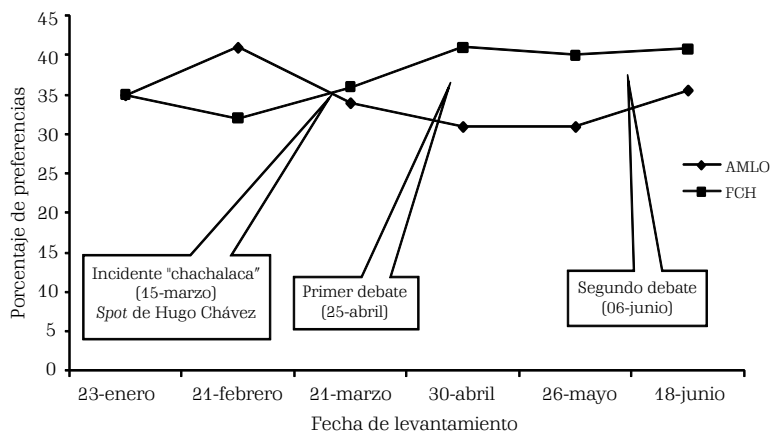 Porcentaje de preferencias
45
40
35
30
25
20
15
10
5
0
Incidente "chachalaca"
(15-marzo)
Spot de Hugo Chávez
Primer debate
(25-abril)
Segundo debate
(06-junio)
AMLO
FCH
23-enero 21-febrero 21-marzo 30-abril 26-mayo 18-junio
Fecha de levantamiento